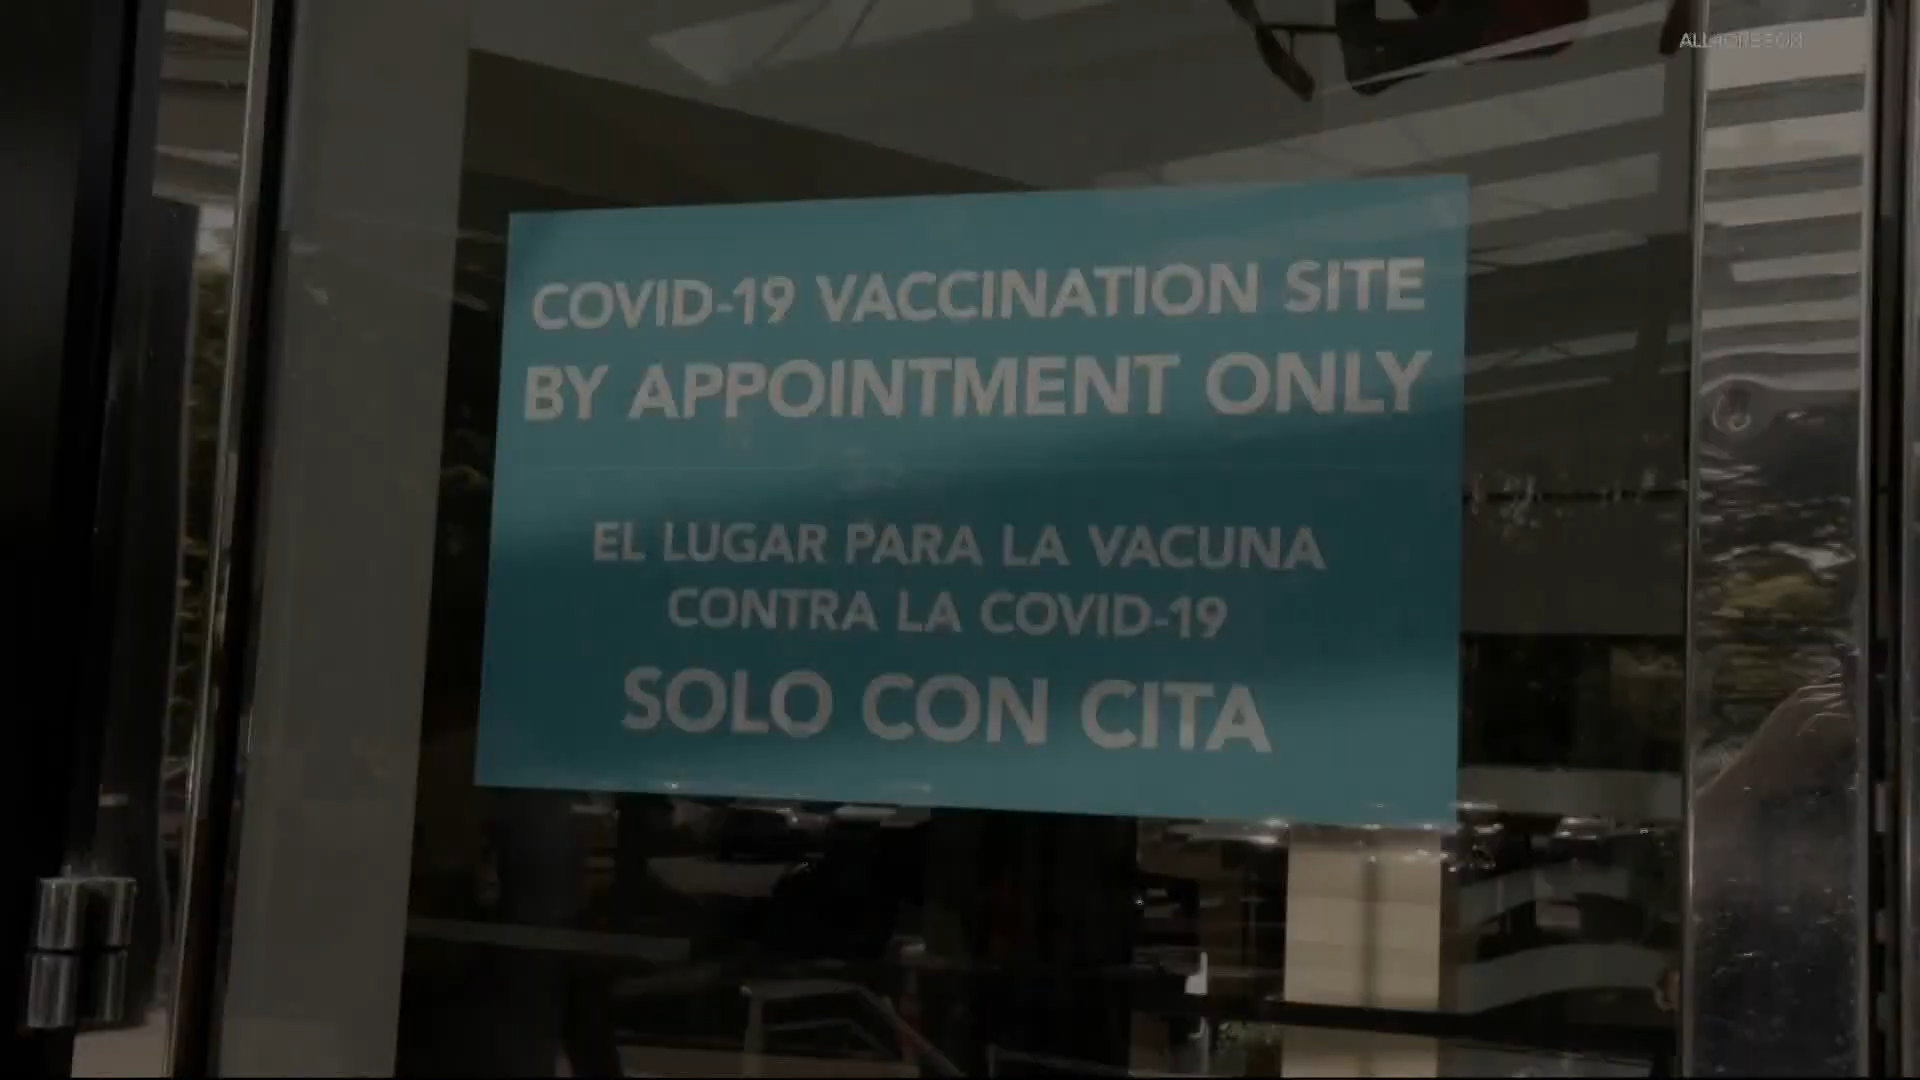 COVID-19 VACCINATION SITE
BY APPOINTMENT ONLY
EL LUGAR PARA LA VACUNA
CONTRA LA COVID-19
SOLO CON CITA